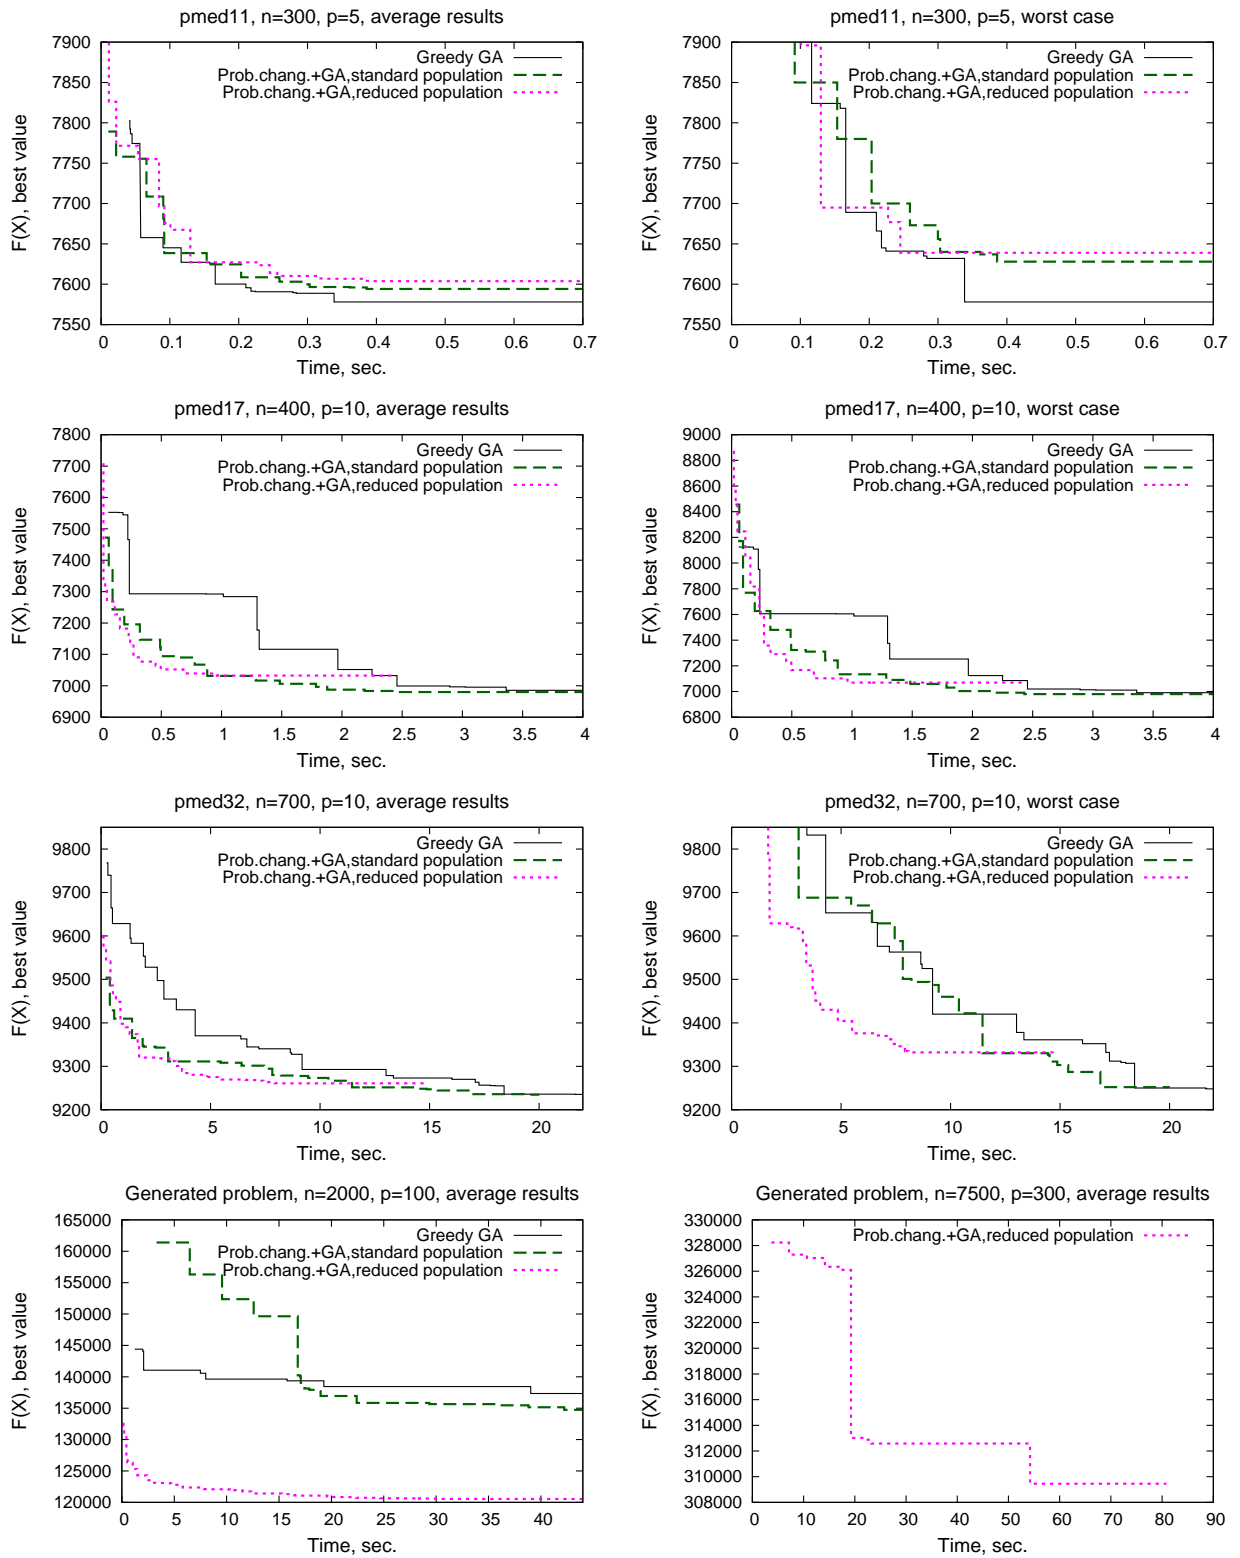 pmed11, n=300, p=5, average results
7900
7850
7800
7750
7700
7650
7600
7550
F(X), best value
Greedy GA
Prob.chang.+GA,standard population
Prob.chang.+GA,reduced population
0 0.1 0.2 0.3 0.4 0.5 0.6 0.7
Time, sec.
pmed11, n=300, p=5, worst case
7900
7850
7800
7750
7700
7650
7600
7550
F(X), best value
Greedy GA
Prob.chang.+GA,standard population
Prob.chang.+GA,reduced population
0 0.1 0.2 0.3 0.4 0.5 0.6 0.7
Time, sec.
pmed17, n=400, p=10, average results
7800
7700
7600
7500
7400
7300
7200
7100
7000
6900
F(X), best value
Greedy GA
Prob.chang.+GA,standard population
Prob.chang.+GA,reduced population
0 0.5 1 1.5 2 2.5 3 3.5 4
Time, sec.
pmed17, n=400, p=10, worst case
9000
8800
8600
8400
8200
8000
7800
7600
7400
7200
7000
6800
F(X), best value
Greedy GA
Prob.chang.+GA,standard population
Prob.chang.+GA,reduced population
0 0.5 1 1.5 2 2.5 3 3.5 4
Time, sec.
pmed32, n=700, p=10, average results
9800
9700
9600
9500
9400
9300
9200
F(X), best value
Greedy GA
Prob.chang.+GA,standard population
Prob.chang.+GA,reduced population
0 5 10 15 20
Time, sec.
pmed32, n=700, p=10, worst case
9800
9700
9600
9500
9400
9300
9200
F(X), best value
Greedy GA
Prob.chang.+GA,standard population
Prob.chang.+GA,reduced population
0 5 10 15 20
Time, sec.
Generated problem, n=2000, p=100, average results
165000
160000
155000
150000
145000
140000
135000
130000
125000
120000
F(X), best value
Greedy GA
Prob.chang.+GA,standard population
Prob.chang.+GA,reduced population
0 5 10 15 20 25 30 35 40
Time, sec.
Generated problem, n=7500, p=300, average results
330000
328000
326000
324000
322000
320000
318000
316000
314000
312000
310000
308000
F(X), best value
Prob.chang.+GA,reduced population
0 10 20 30 40 50 60 70 80 90
Time, sec.